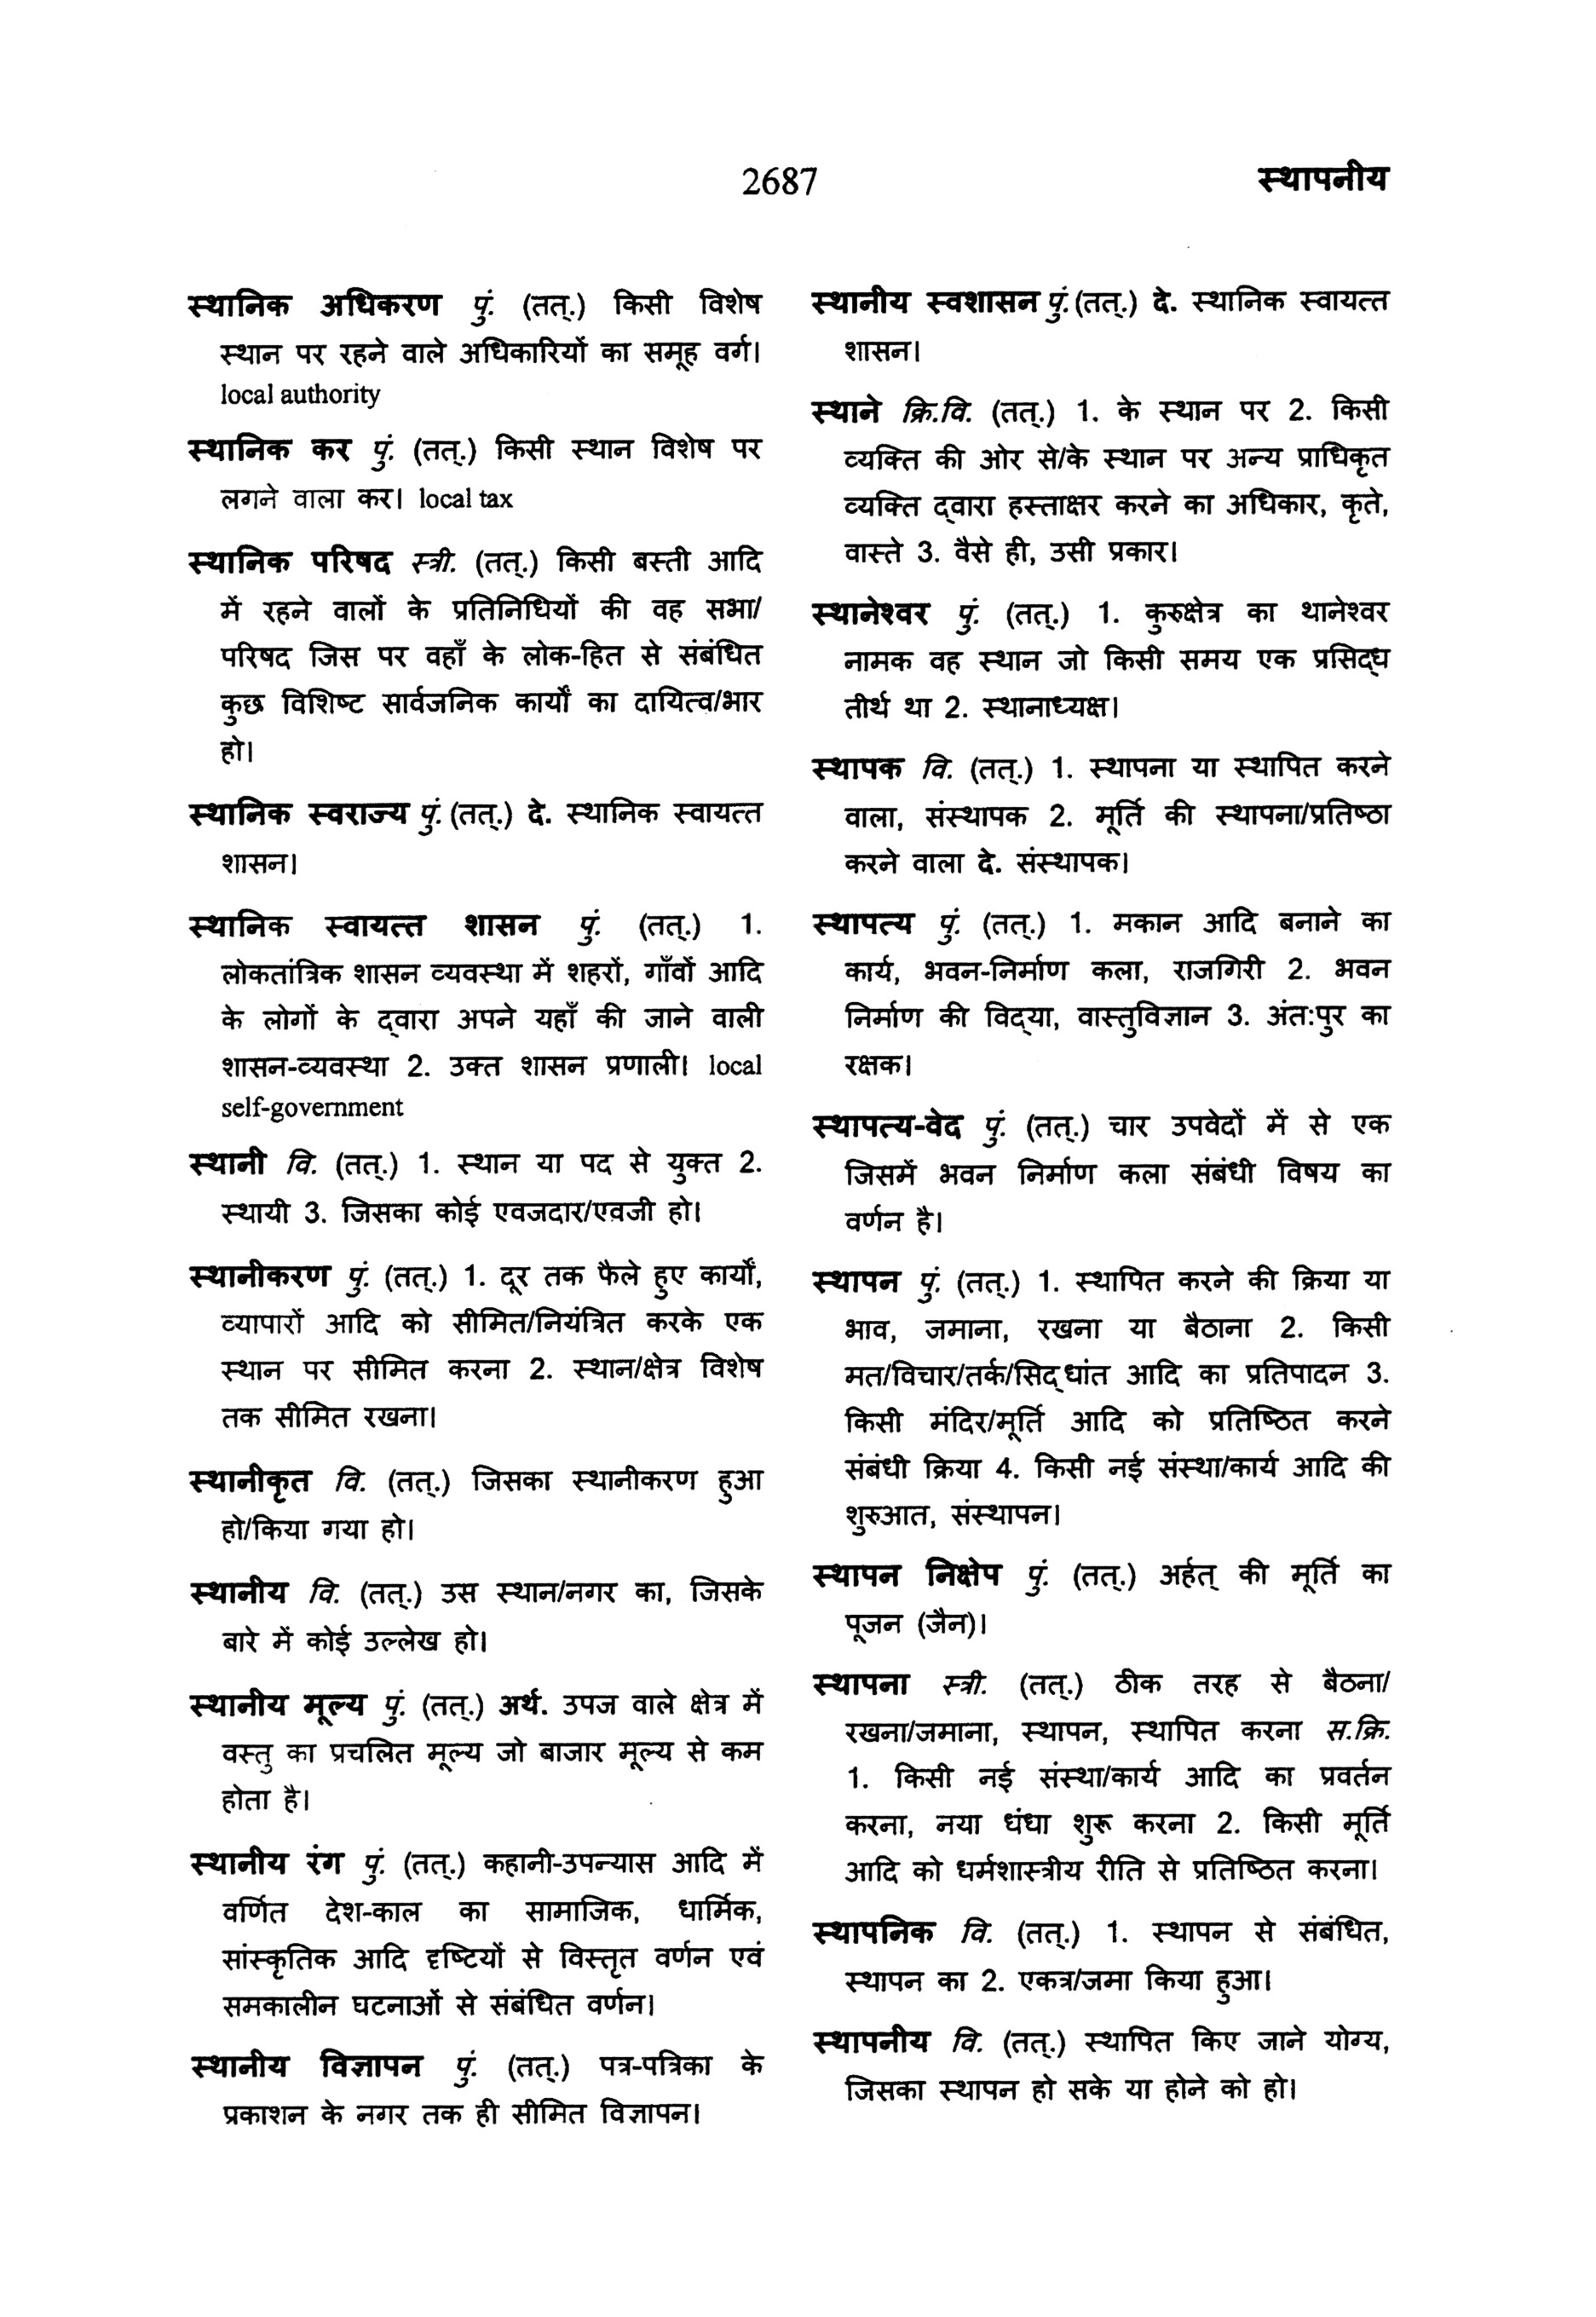 2687
स्थापनीय
स्थानिक अधिकरण पुं. (तत्.) किसी विशेष
स्थान पर रहने वाले अधिकारियों का समूह वर्ग।
local authority
स्थानिक कर पुं. (तत्.) किसी स्थान विशेष पर
लगने वाला कर। local tax
स्थानिक परिषद स्त्री. (तत्.) किसी बस्ती आदि
में रहने वालों के प्रतिनिधियों की वह सभा/
परिषद जिस पर वहाँ के लोक-हित से संबंधित
कुछ विशिष्ट सार्वजनिक कार्यों का दायित्व/भार
हो।
स्थानिक स्वराज्य पुं. (तत्.) दे. स्थानिक स्वायत्त
शासन।
स्थानिक स्वायत्त शासन पुं. (तत्.) 1.
लोकतांत्रिक शासन व्यवस्था में शहरों, गाँवों आदि
के लोगों के द्‌वारा अपने यहाँ की जाने वाली
शासन-व्यवस्था 2. उक्त शासन प्रणाली। local
self-government
स्थानी वि. (तत्.) 1. स्थान या पद से युक्त 2.
स्थायी 3. जिसका कोई एवजदार/एवजी हो।
स्थानीकरण पुं. (तत्.) 1. दूर तक फैले हुए कार्यों,
व्यापारों आदि को सीमित/नियंत्रित करके एक
स्थान पर सीमित करना 2. स्थान/क्षेत्र विशेष
तक सीमित रखना।
स्थानीकृत वि. (तत्.) जिसका स्थानीकरण हुआ
हो/किया गया हो।
स्थानीय वि. (तत्.) उस स्थान/नगर का, जिसके
बारे में कोई उल्लेख हो।
स्थानीय मूल्य पुं. (तत्.) अर्थ. उपज वाले क्षेत्र में
वस्तु का प्रचलित मूल्य जो बाजार मूल्य से कम
होता है।
स्थानीय रंग पुं. (तत्.) कहानी-उपन्यास आदि में
वर्णित देश-काल का सामाजिक, धार्मिक,
सांस्कृतिक आदि दृष्टियों से विस्तृत वर्णन एवं
समकालीन घटनाओं से संबंधित वर्णन।
स्थानीय विज्ञापन पुं. (तत्.) पत्र-पत्रिका के
प्रकाशन के नगर तक ही सीमित विज्ञापन।
स्थानीय स्वशासन पुं. (तत्.) दे. स्थानिक स्वायत्त
शासन।
स्थाने क्रि.वि. (तत्.) 1. के स्थान पर 2. किसी
व्यक्ति की ओर से/के स्थान पर अन्य प्राधिकृत
व्यक्ति द्‌वारा हस्ताक्षर करने का अधिकार, कृते,
वास्ते 3. वैसे ही, उसी प्रकार।
स्थानेश्वर पुं. (तत्.) 1. कुरुक्षेत्र का थानेश्वर
नामक वह स्थान जो किसी समय एक प्रसिद्‌ध
तीर्थ था 2. स्थानाध्यक्ष।
स्थापक वि. (तत्.) 1. स्थापना या स्थापित करने
वाला, संस्थापक 2. मूर्ति की स्थापना/प्रतिष्ठा
करने वाला दे. संस्थापक।
स्थापत्य पुं. (तत्.) 1. मकान आदि बनाने का
कार्य, भवन-निर्माण कला, राजगिरी 2. भवन
निर्माण की विद्‌या, वास्तुविज्ञान 3. अंत:पुर का
रक्षक।
स्थापत्य-वेद पुं. (तत्.) चार उपवेदों में से एक
जिसमें भवन निर्माण कला संबंधी विषय का
वर्णन है।
स्थापन पुं. (तत्.) 1. स्थापित करने की क्रिया या
भाव, जमाना, रखना या बैठाना 2. किसी
मत/विचार/तर्क/सिद्‌धांत आदि का प्रतिपादन 3.
किसी मंदिर/मूर्ति आदि को प्रतिष्ठित करने
संबंधी क्रिया 4. किसी नई संस्था/कार्य आदि की
शुरुआत, संस्थापन।
स्थापन निक्षेप पुं. (तत्.) अर्हत् की मूर्ति का
पूजन (जैन)।
स्थापना स्त्री. (तत्.) ठीक तरह से बैठना/
रखना/जमाना, स्थापन, स्थापित करना स.क्रि.
1. किसी नई संस्था/कार्य आदि का प्रवर्तन
करना, नया धंधा शुरू करना 2. किसी मूर्ति
आदि को धर्मशास्त्रीय रीति से प्रतिष्ठित करना।
स्थापनिक वि. (तत्.) 1. स्थापन से संबंधित,
स्थापन का 2. एकत्र/जमा किया हुआ।
स्थापनीय वि. (तत्.) स्थापित किए जाने योग्य,
जिसका स्थापन हो सके या होने को हो।